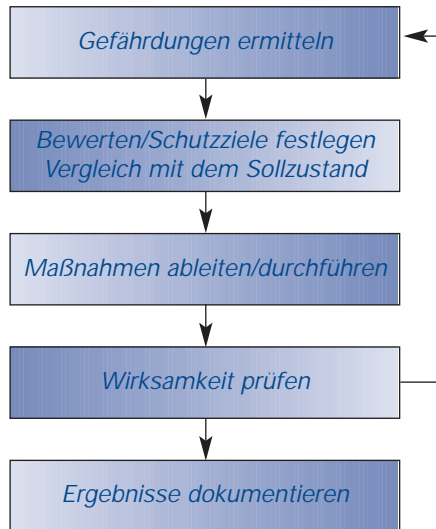 Gefährdungen ermitteln
Bewerten/Schutzziele festlegen
Vergleich mit dem Sollzustand
Maßnahmen ableiten/durchführen
Wirksamkeit prüfen
Ergebnisse dokumentieren